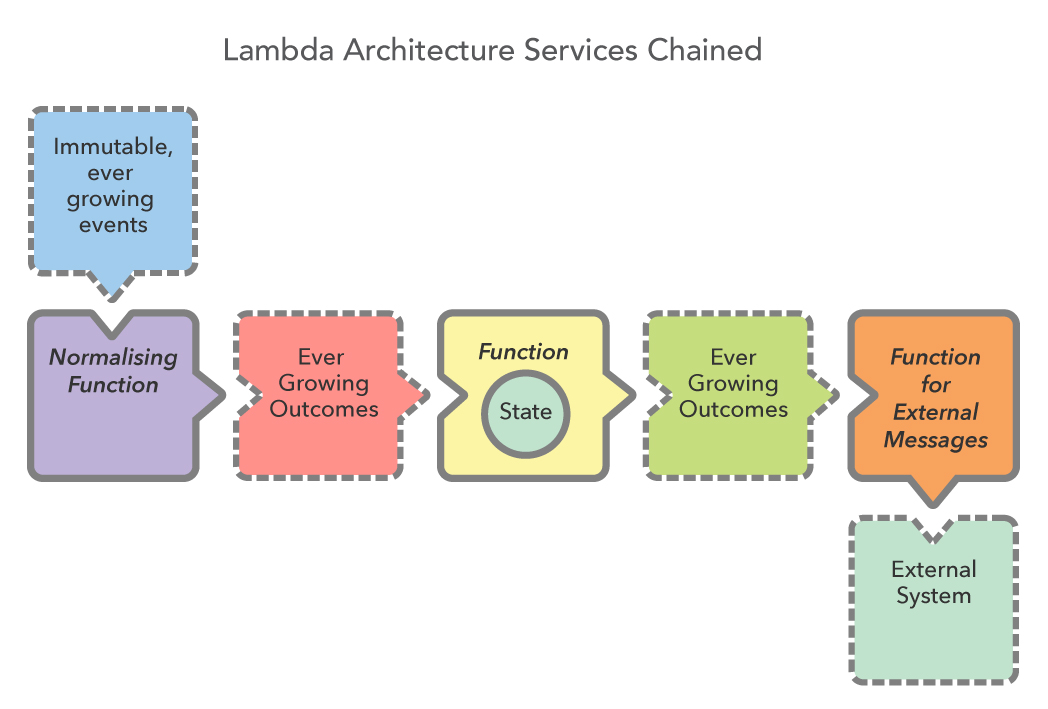 Lambda Architecture Services Chained
Immutable,
ever
growing
events
Normalising
Function
Ever
Growing
Outcomes
Function
State
Ever
Growing
Outcomes
Function
for
External
Messages
External
System